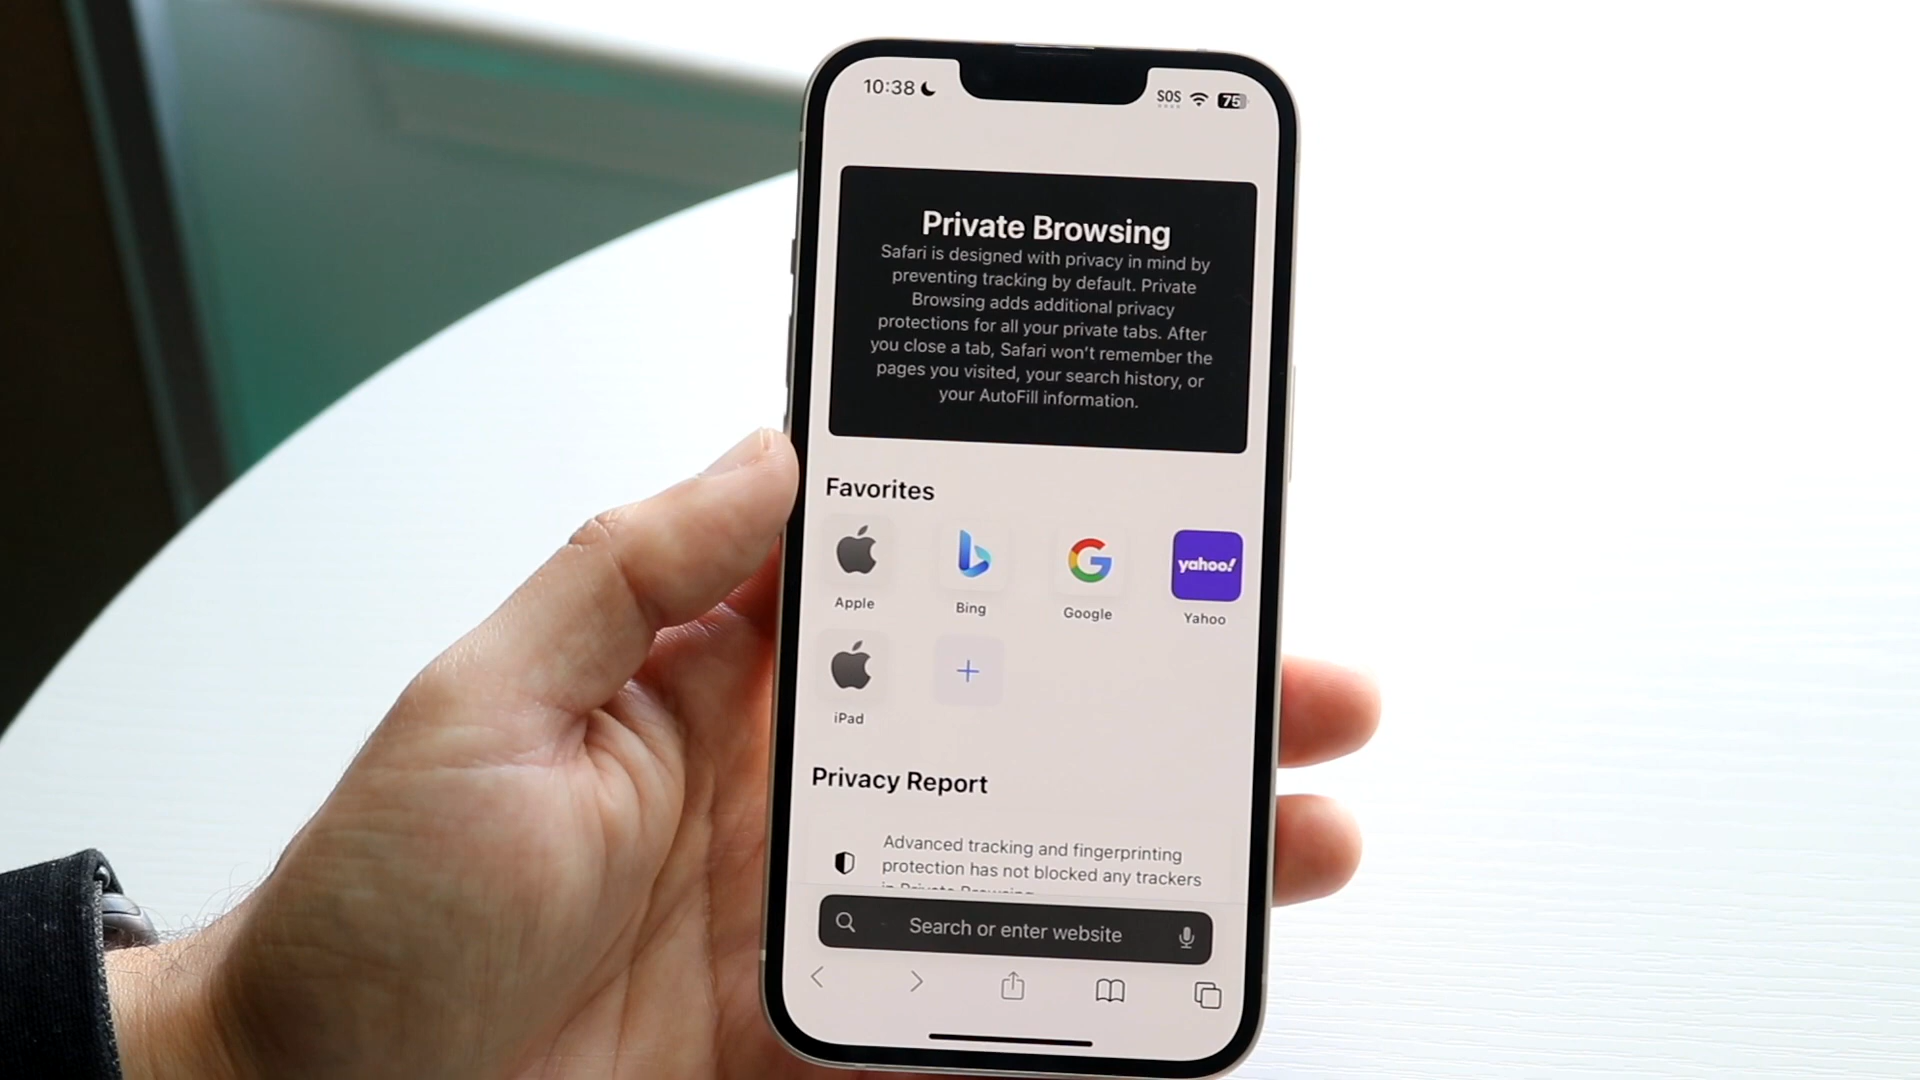 10:38
SOS
75
Private Browsing
Safari is designed with privacy in mind by
preventing tracking by default. Private
Browsing adds additional privacy
protections for all your private tabs. After
you close a tab, Safari won't remember the
pages you visited, your search history, or
your AutoFill information.
Favorites
yahoo!
Apple
Bing
Google
Yahoo
iPad
Privacy Report
Advanced tracking and fingerprinting
protection has not blocked any trackers
in Private Browsing
Search or enter website